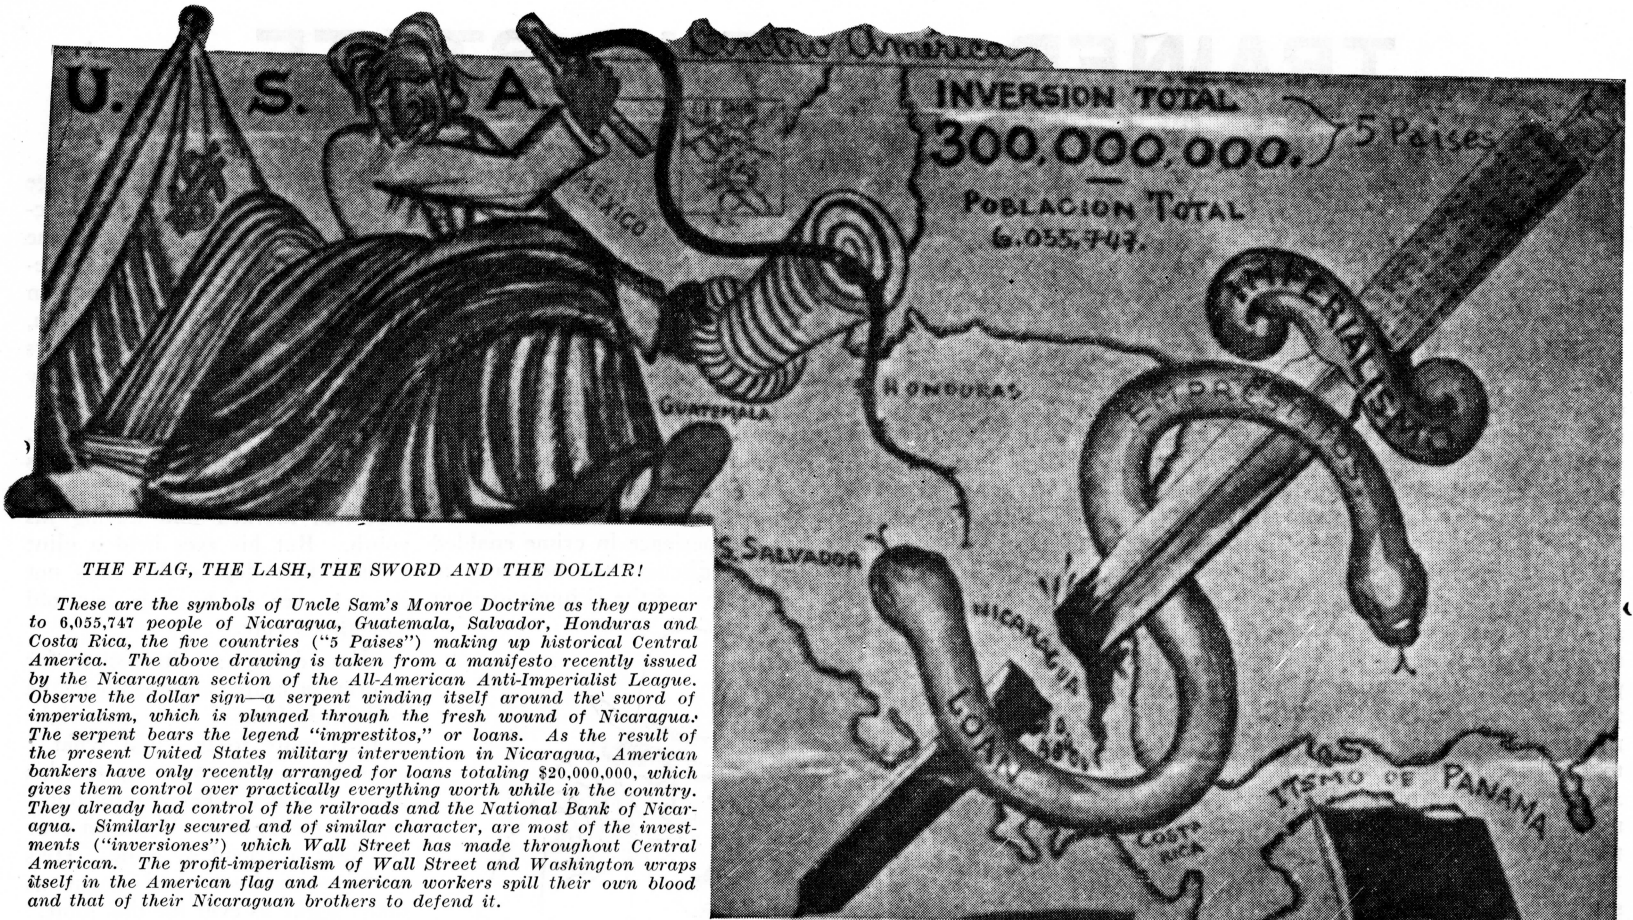 Centro América
U. S. A.
INVERSION TOTAL
300,000,000.
5 Paises
POBLACION TOTAL
6.055,747.
MEXICO
IMPERIALISMO
HONDURAS
EMPRESTITOS.
GUATEMALA
S. SALVADOR
NICARAGUA
LOAN
ITSMO DE PANAMA
COSTA
RICA
THE FLAG, THE LASH, THE SWORD AND THE DOLLAR!
These are the symbols of Uncle Sam's Monroe Doctrine as they appear
to 6,055,747 people of Nicaragua, Guatemala, Salvador, Honduras and
Costa Rica, the five countries ("5 Paises") making up historical Central
America. The above drawing is taken from a manifesto recently issued
by the Nicaraguan section of the All-American Anti-Imperialist League.
Observe the dollar sign—a serpent winding itself around the sword of
imperialism, which is plunged through the fresh wound of Nicaragua.
The serpent bears the legend "imprestitos," or loans. As the result of
the present United States military intervention in Nicaragua, American
bankers have only recently arranged for loans totaling $20,000,000, which
gives them control over practically everything worth while in the country.
They already had control of the railroads and the National Bank of Nicar-
agua. Similarly secured and of similar character, are most of the invest-
ments ("inversiones") which Wall Street has made throughout Central
American. The profit-imperialism of Wall Street and Washington wraps
itself in the American flag and American workers spill their own blood
and that of their Nicaraguan brothers to defend it.